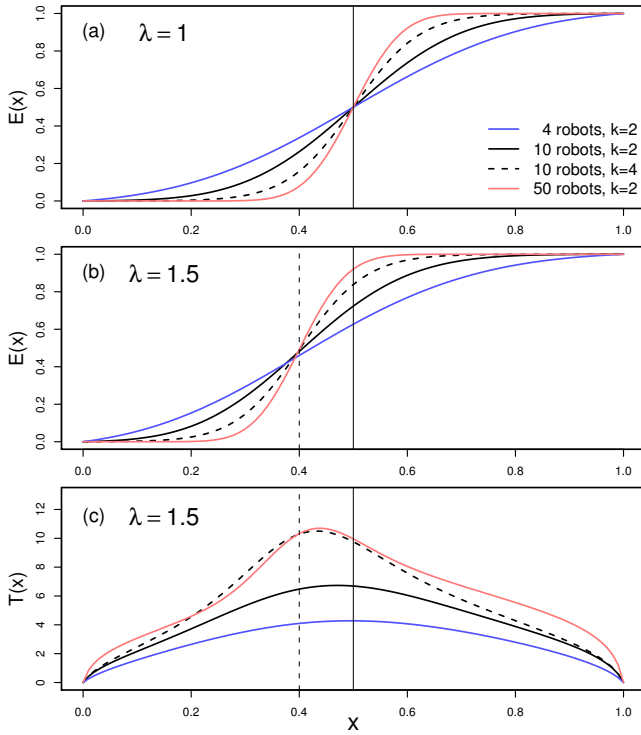 (a) λ = 1
E(x)
0.0 0.2 0.4 0.6 0.8 1.0
4 robots, k=2
10 robots, k=2
10 robots, k=4
50 robots, k=2
0.0 0.2 0.4 0.6 0.8 1.0
(b) λ = 1.5
E(x)
0.0 0.2 0.4 0.6 0.8 1.0
0.0 0.2 0.4 0.6 0.8 1.0
(c) λ = 1.5
T(x)
0 2 4 6 8 10 12
0.0 0.2 0.4 0.6 0.8 1.0
x